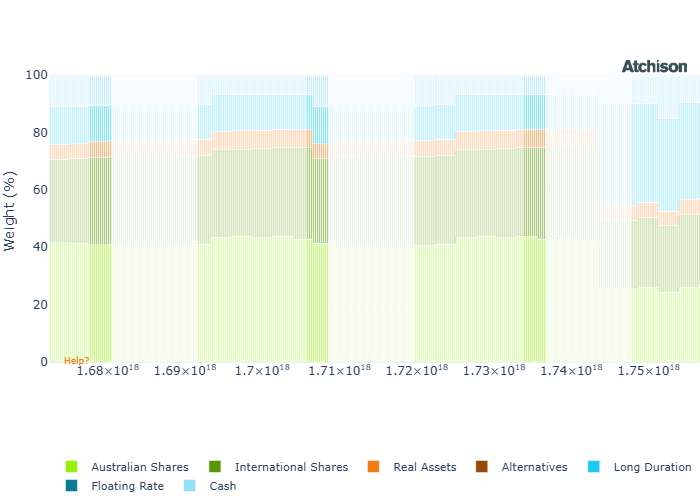 Atchison
100
80
60
40
20
0
Weight (%)
Help?
1.68×10¹⁸ 1.69×10¹⁸ 1.7×10¹⁸ 1.71×10¹⁸ 1.72×10¹⁸ 1.73×10¹⁸ 1.74×10¹⁸ 1.75×10¹⁸
Australian Shares International Shares Real Assets Alternatives Long Duration
Floating Rate Cash